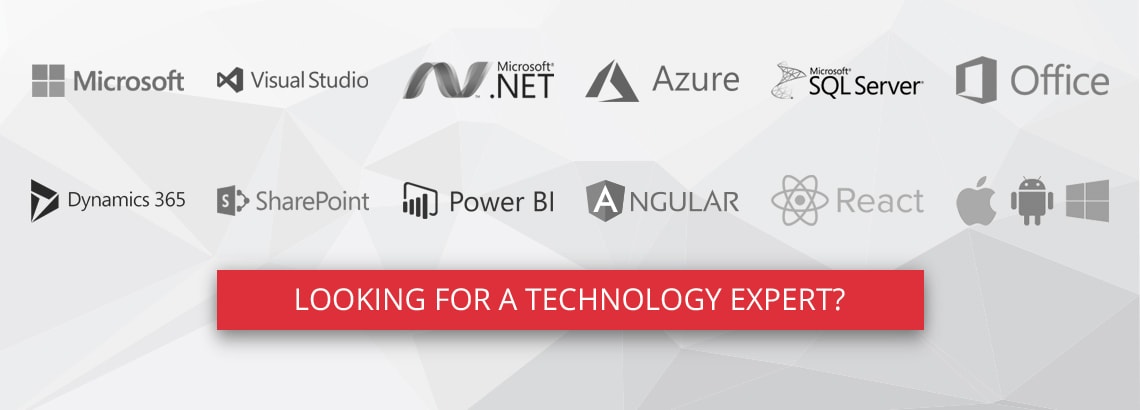 Microsoft
Visual Studio
Microsoft®
.NET
Azure
Microsoft®
SQL Server®
Office
Dynamics 365
S
SharePoint
Power BI
ANGULAR
React
LOOKING FOR A TECHNOLOGY EXPERT?